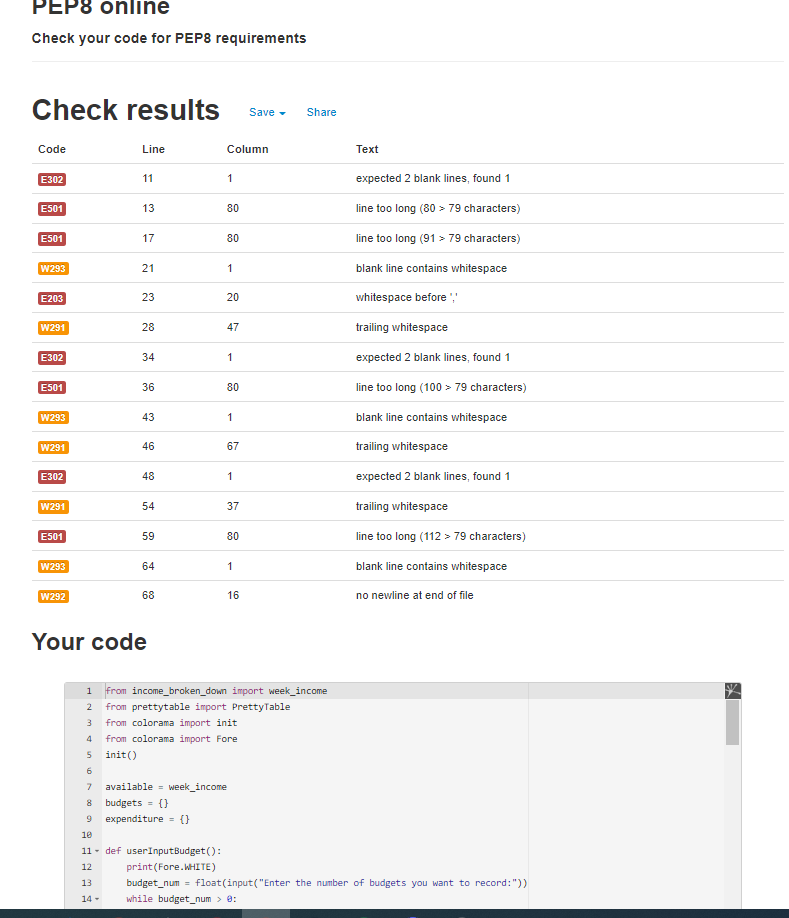 PEP8 online
Check your code for PEP8 requirements
Check results Save Share
Code Line Column Text
E302 11 1 expected 2 blank lines, found 1
E501 13 80 line too long (80 > 79 characters)
E501 17 80 line too long (91 > 79 characters)
W293 21 1 blank line contains whitespace
E203 23 20 whitespace before ','
W291 28 47 trailing whitespace
E302 34 1 expected 2 blank lines, found 1
E501 36 80 line too long (100 > 79 characters)
W293 43 1 blank line contains whitespace
W291 46 67 trailing whitespace
E302 48 1 expected 2 blank lines, found 1
W291 54 37 trailing whitespace
E501 59 80 line too long (112 > 79 characters)
W293 64 1 blank line contains whitespace
W292 68 16 no newline at end of file
Your code
1 from income_broken_down import week_income
2 from prettytable import PrettyTable
3 from colorama import init
4 from colorama import Fore
5 init()
6
7 available = week_income
8 budgets = {}
9 expenditure = {}
10
11 def userInputBudget():
12 print(Fore.WHITE)
13 budget_num = float(input("Enter the number of budgets you want to record:"))
14 while budget_num > 0: